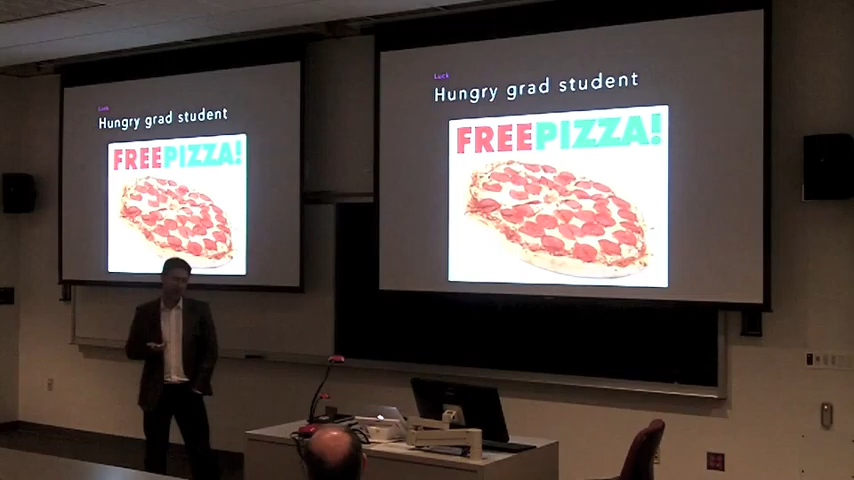 Luck
Hungry grad student
FREEPIZZA!
Luck
Hungry grad student
FREEPIZZA!